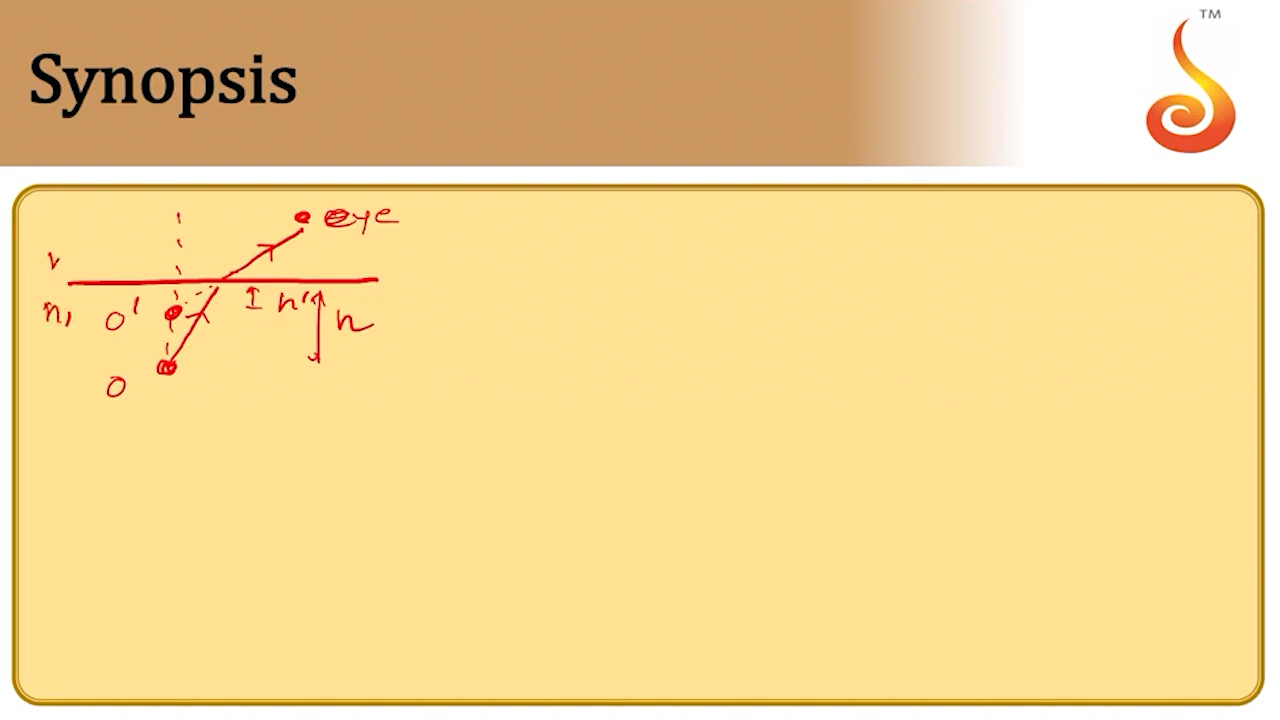 TM
Synopsis
eye
n₁ O' h' h
O